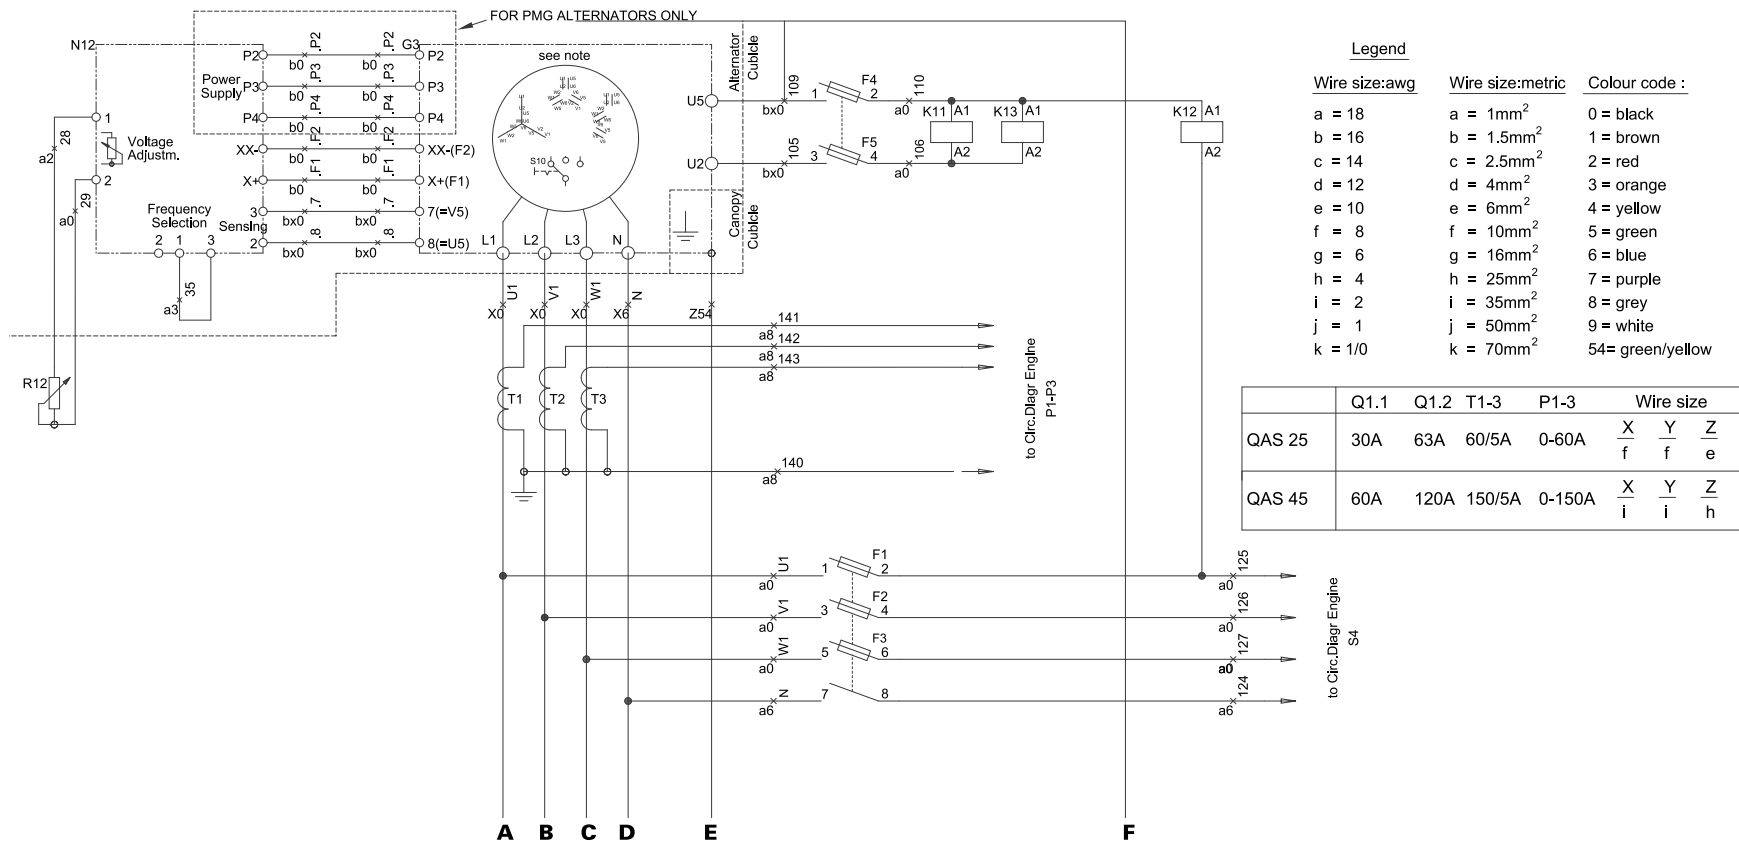 FOR PMG ALTERNATORS ONLY
N12
G3
P2 b0 .P2 b0 .P2 P2
Power
Supply
P3 b0 .P3 b0 .P3 P3
P4 b0 .P4 b0 .P4 P4
XX- b0 .F2 b0 .F2 XX-(F2)
X+ b0 .F1 b0 .F1 X+(F1)
3 bx0 .7 bx0 .7 7(=V5)
Sensing
2 bx0 .8 bx0 .8 8(=U5)
1
28
a2
Voltage
Adjustm.
2
29
a0
Frequency
Selection
2 1 3
35
a3
R12
see note
S10
L1 L2 L3 N
Alternator
Cubicle
Canopy
Cubicle
U5
bx0 109
1 F4 2
a0 110
U2
bx0 105
3 F5 4
a0 106
K11 A1
A2
K13 A1
A2
K12 A1
A2
X0 U1
X0 V1
X0 W1
X6 N
Z54
141
a8
142
a8
143
a8
T1 T2 T3
140
a8
to Circ.Diagr Engine
P1-P3
a0 U1 1 F1 2 a0 125
a0 V1 3 F2 4 a0 126
a0 W1 5 F3 6 a0 127
a6 N 7 8 a6 124
to Circ.Diagr Engine
S4
A B C D E F
Legend
Wire size:awg Wire size:metric Colour code :
a = 18 a = 1mm² 0 = black
b = 16 b = 1.5mm² 1 = brown
c = 14 c = 2.5mm² 2 = red
d = 12 d = 4mm² 3 = orange
e = 10 e = 6mm² 4 = yellow
f = 8 f = 10mm² 5 = green
g = 6 g = 16mm² 6 = blue
h = 4 h = 25mm² 7 = purple
i = 2 i = 35mm² 8 = grey
j = 1 j = 50mm² 9 = white
k = 1/0 k = 70mm² 54= green/yellow
Q1.1 Q1.2 T1-3 P1-3 Wire size
QAS 25 30A 63A 60/5A 0-60A X/f Y/f Z/e
QAS 45 60A 120A 150/5A 0-150A X/i Y/i Z/h